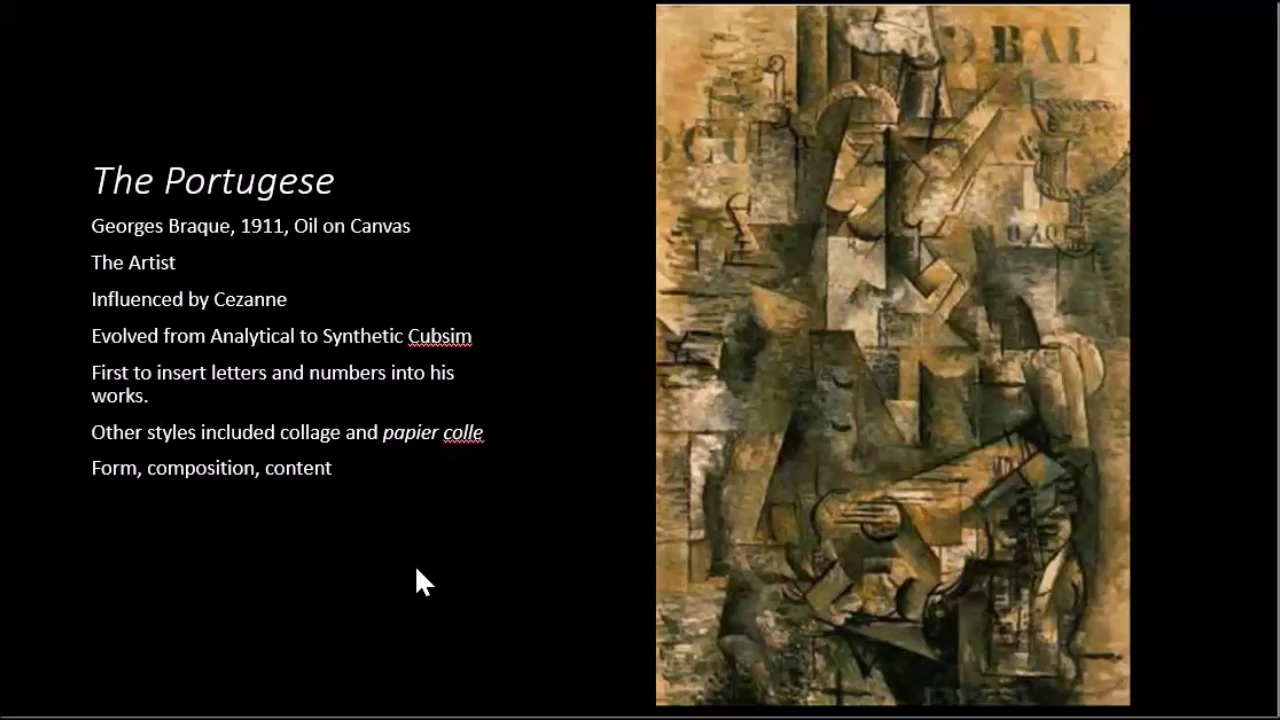 The Portugese
Georges Braque, 1911, Oil on Canvas
The Artist
Influenced by Cezanne
Evolved from Analytical to Synthetic Cubsim
First to insert letters and numbers into his
works.
Other styles included collage and papier colle
Form, composition, content
D BAL
OCO
&